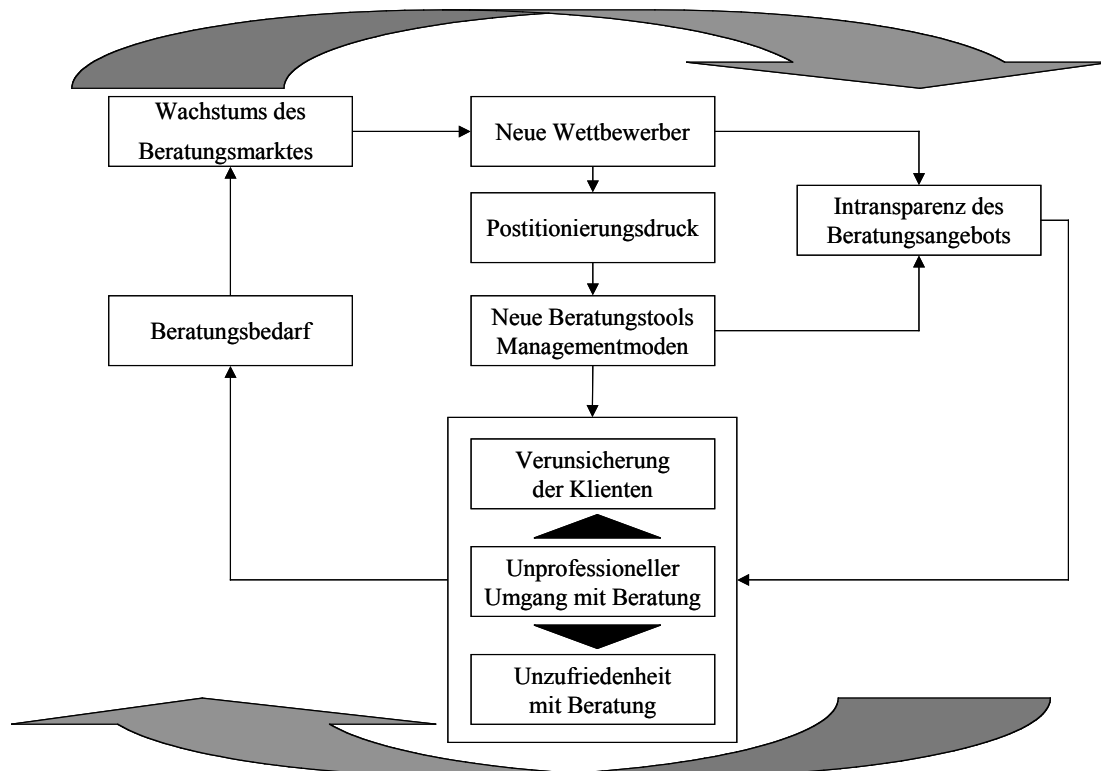 Wachstums des
Beratungsmarktes
Neue Wettbewerber
Postitionierungsdruck
Intransparenz des
Beratungsangebots
Beratungsbedarf
Neue Beratungstools
Managementmoden
Verunsicherung
der Klienten
Unprofessioneller
Umgang mit Beratung
Unzufriedenheit
mit Beratung